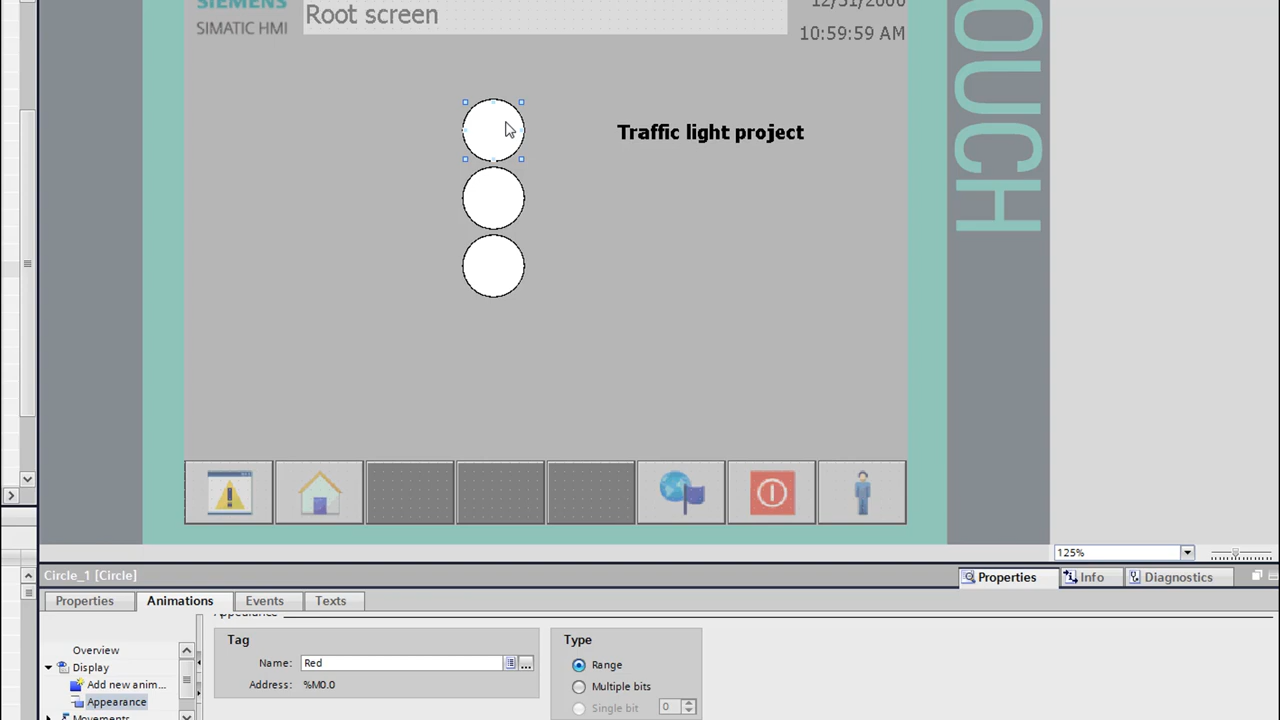 SIEMENS
SIMATIC HMI
Root screen
12/31/2000
10:59:59 AM
OUCH
Traffic light project
125%
Circle_1 [Circle]
Properties
Info
Diagnostics
Properties
Animations
Events
Texts
Appearance
Overview
Display
Add new anim...
Appearance
Movements
Tag
Name:
Red
...
Address:
%M0.0
Type
Range
Multiple bits
Single bit
0